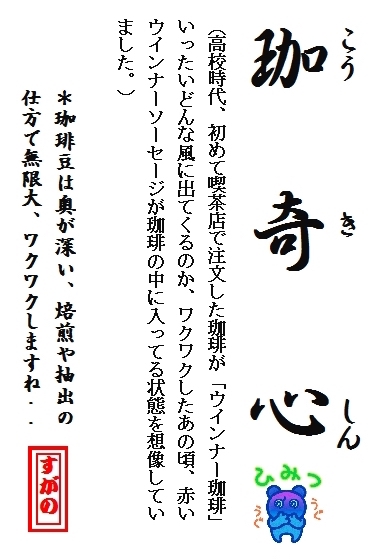 珈奇心
こうきしん
(高校時代、初めて喫茶店で注文した珈琲が「ウインナー珈琲」
いったいどんな風に出てくるのか、ワクワクしたあの頃、赤い
ウインナーソーセージが珈琲の中に入ってる状態を想像してい
ました。)
＊珈琲豆は奥が深い、焙煎や抽出の
仕方で無限大、ワクワクしますね・・
すがの
ひみつ
うぐ
うぐ